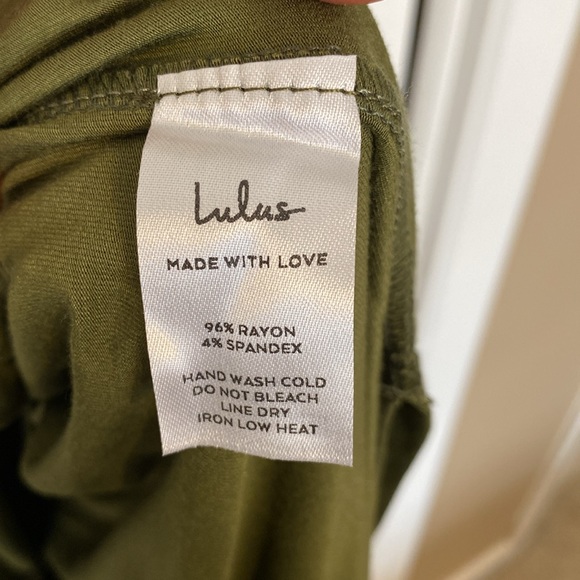 Lulus
MADE WITH LOVE
96% RAYON
4% SPANDEX
HAND WASH COLD
DO NOT BLEACH
LINE DRY
IRON LOW HEAT